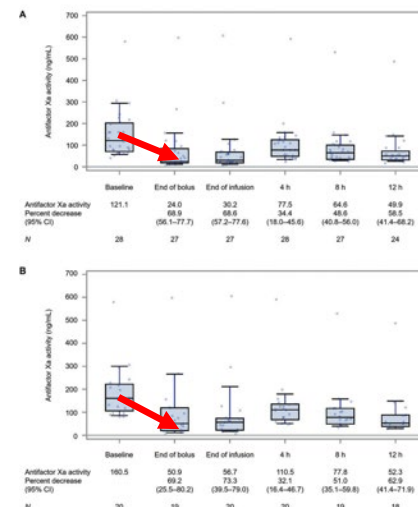 A
700
600
500
400
300
200
100
0
Antifactor Xa activity (ng/mL)
Baseline End of bolus End of infusion 4 h 8 h 12 h
Antifactor Xa activity 121.1 24.0 30.2 77.5 64.6 49.9
Percent decrease 68.9 68.6 34.4 48.6 58.5
(95% CI) (56.1–77.7) (57.2–77.6) (18.0–45.6) (40.8–56.0) (41.4–68.2)
N 28 27 27 28 27 24
B
700
600
500
400
300
200
100
0
Antifactor Xa activity (ng/mL)
Baseline End of bolus End of infusion 4 h 8 h 12 h
Antifactor Xa activity 160.5 50.9 56.7 110.5 77.8 52.3
Percent decrease 69.2 73.3 32.1 51.0 62.9
(95% CI) (25.5–80.2) (39.5–79.0) (16.4–46.7) (35.1–59.8) (41.4–71.9)
N 20 19 20 20 19 18